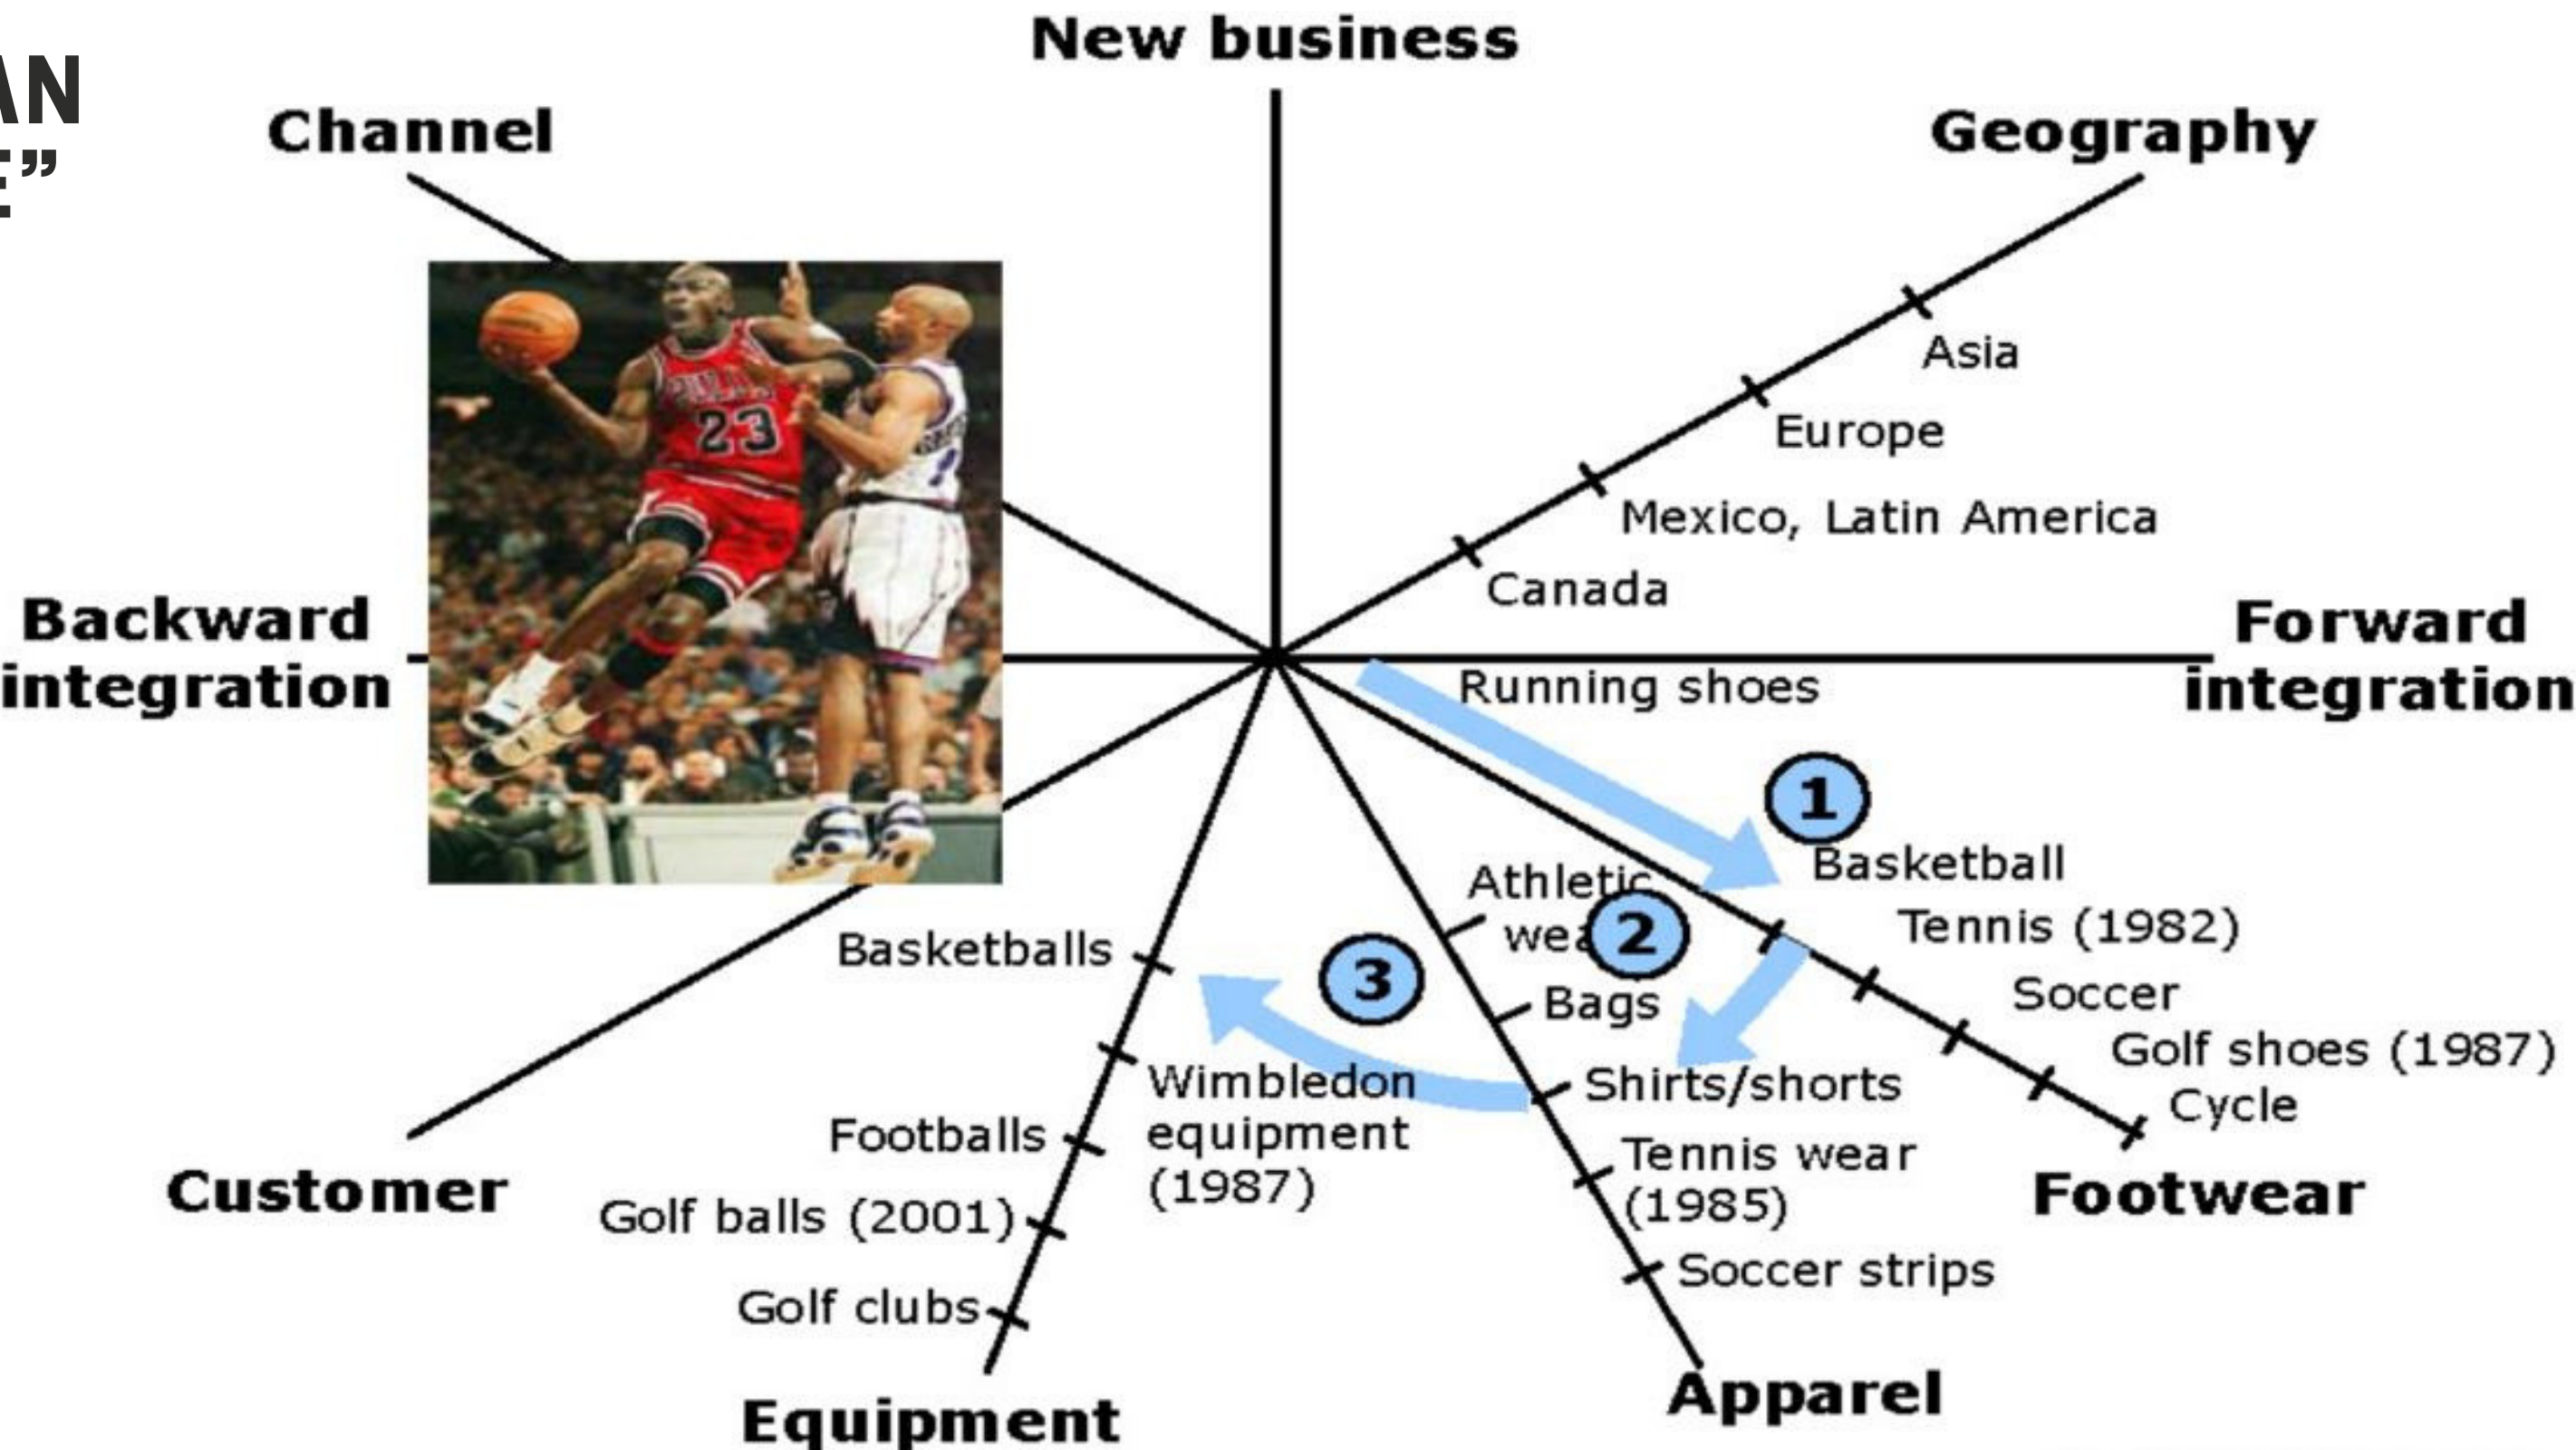 AN
E”
New business
Channel
Geography
Asia
Europe
Mexico, Latin America
Canada
Backward
integration
Forward
integration
Running shoes
23
1
Basketball
Athletic
2
Tennis (1982)
Basketballs
3
Bags
Soccer
Golf shoes (1987)
Wimbledon
equipment
(1987)
Shirts/shorts
Cycle
Footballs
Tennis wear
(1985)
Customer
Footwear
Golf balls (2001)
Soccer strips
Golf clubs
Apparel
Equipment